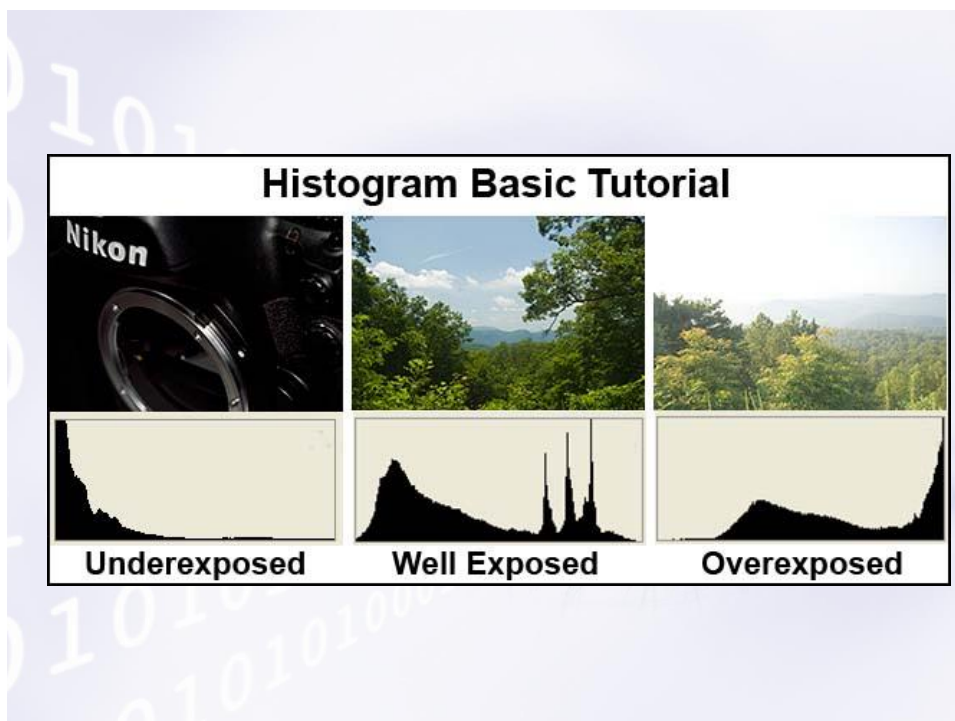 Histogram Basic Tutorial
Nikon
Underexposed
Well Exposed
Overexposed